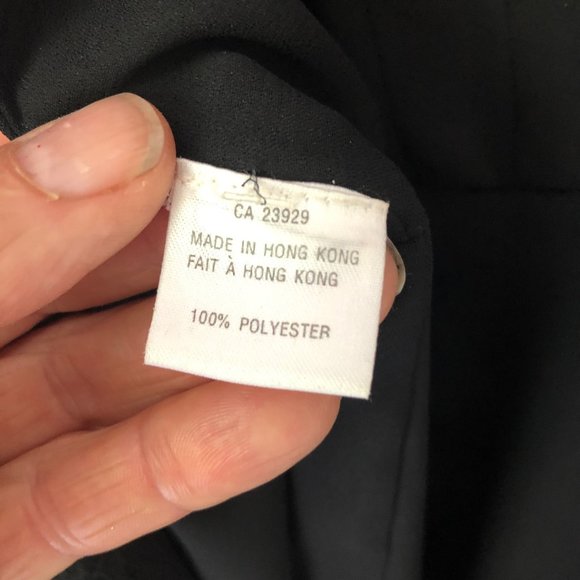 CA 23929
MADE IN HONG KONG
FAIT À HONG KONG
100% POLYESTER